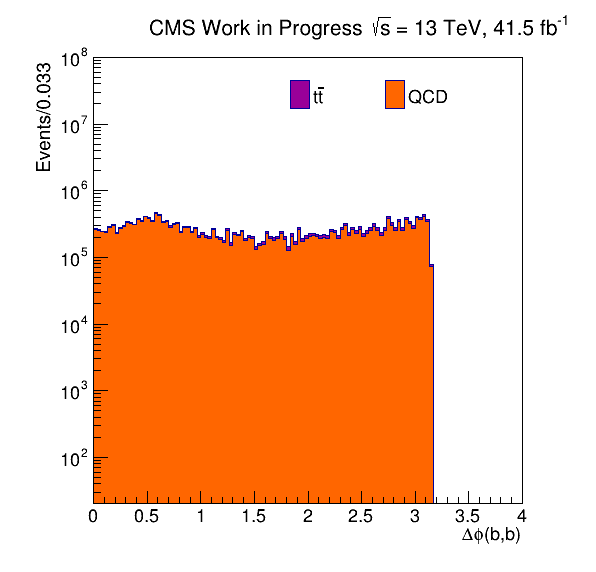 CMS Work in Progress √s = 13 TeV, 41.5 fb⁻¹
Events/0.033
tt̄
QCD
10⁸
10⁷
10⁶
10⁵
10⁴
10³
10²
0 0.5 1 1.5 2 2.5 3 3.5 4
Δϕ(b,b)